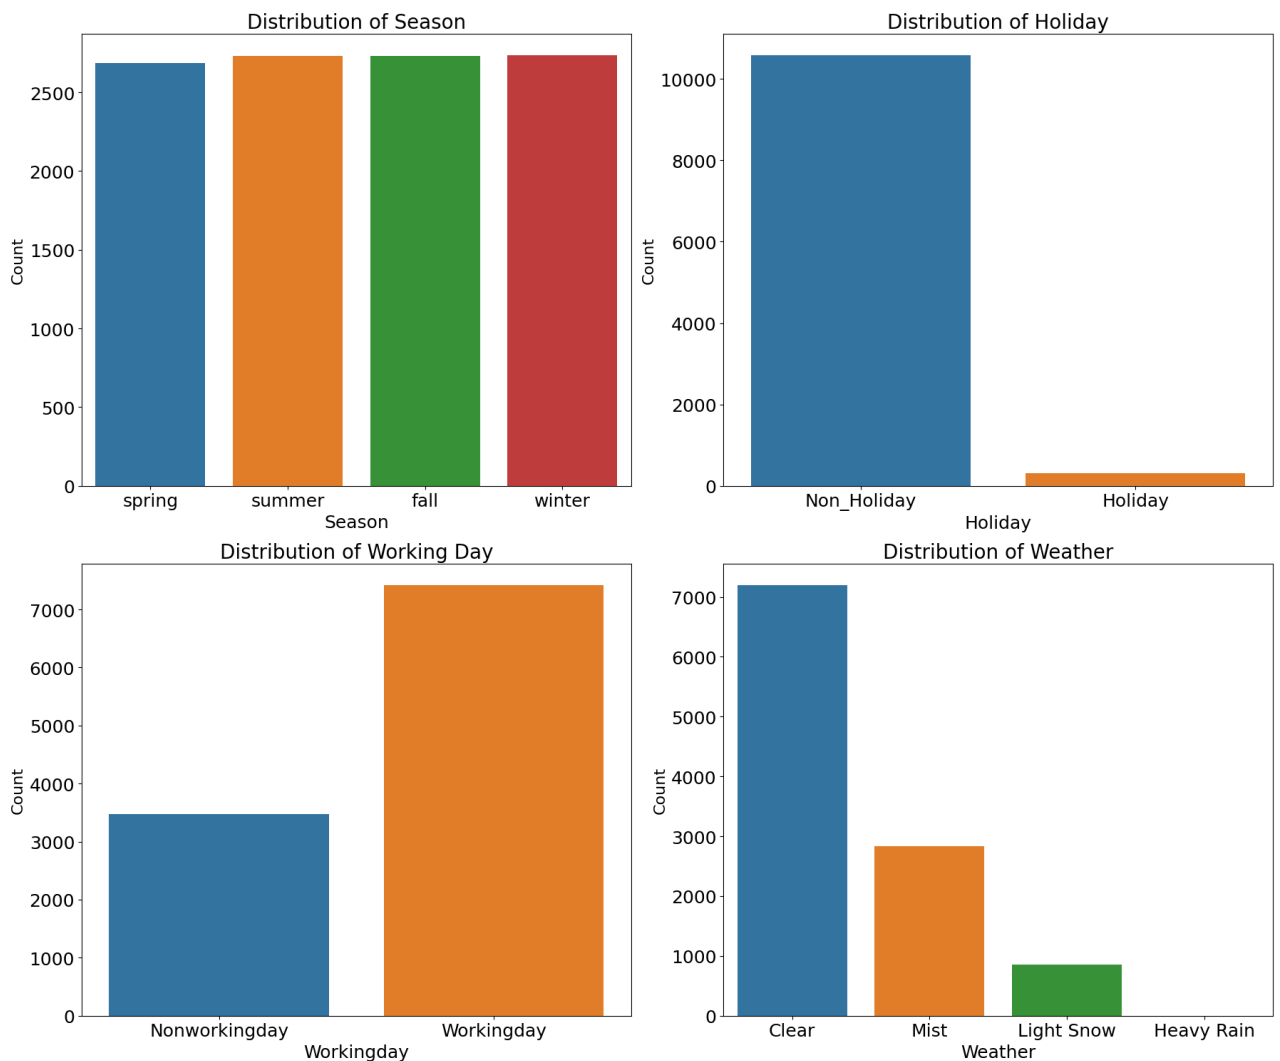 Distribution of Season
2500
2000
1500
1000
500
0
Count
spring summer fall winter
Season
Distribution of Holiday
10000
8000
6000
4000
2000
0
Count
Non_Holiday Holiday
Holiday
Distribution of Working Day
7000
6000
5000
4000
3000
2000
1000
0
Count
Nonworkingday Workingday
Workingday
Distribution of Weather
7000
6000
5000
4000
3000
2000
1000
0
Count
Clear Mist Light Snow Heavy Rain
Weather